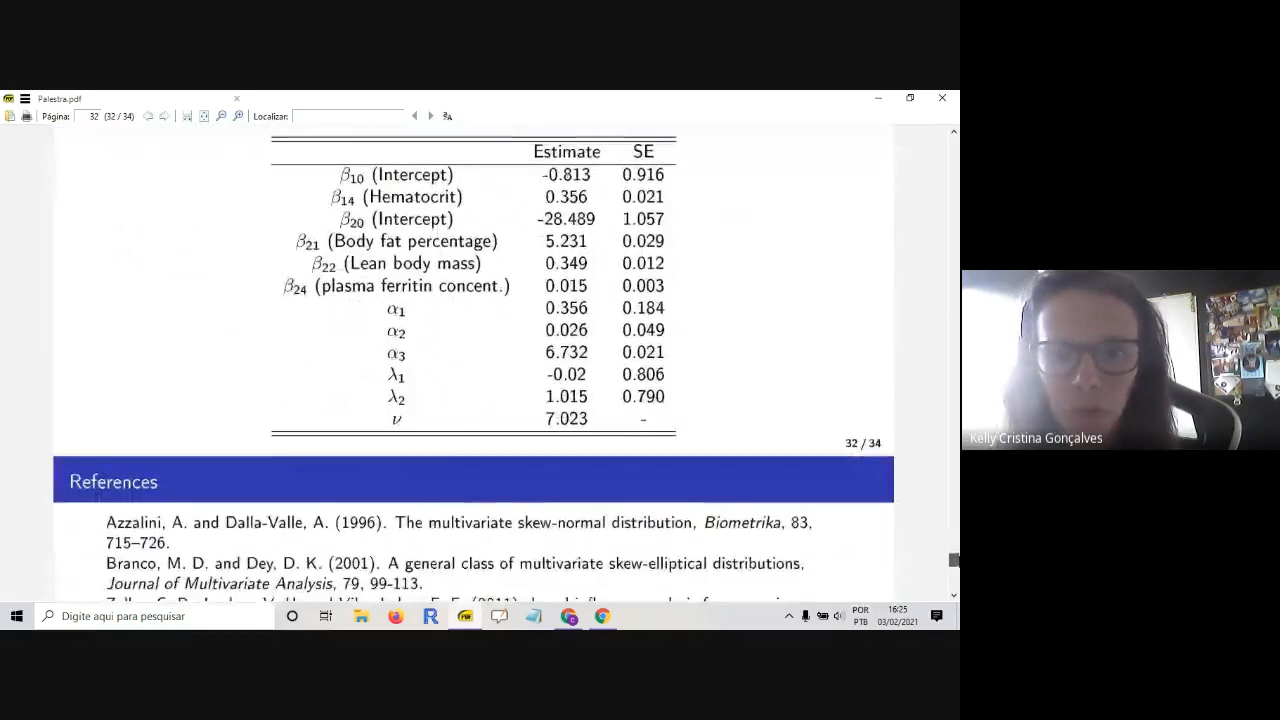 Palestra.pdf
Página: 32 (32 / 34) Localizar:
Estimate SE
β10 (Intercept) -0.813 0.916
β14 (Hematocrit) 0.356 0.021
β20 (Intercept) -28.489 1.057
β21 (Body fat percentage) 5.231 0.029
β22 (Lean body mass) 0.349 0.012
β24 (plasma ferritin concent.) 0.015 0.003
α1 0.356 0.184
α2 0.026 0.049
α3 6.732 0.021
λ1 -0.02 0.806
λ2 1.015 0.790
ν 7.023 -
32 / 34
References
Azzalini, A. and Dalla-Valle, A. (1996). The multivariate skew-normal distribution, Biometrika, 83,
715–726.
Branco, M. D. and Dey, D. K. (2001). A general class of multivariate skew-elliptical distributions,
Journal of Multivariate Analysis, 79, 99-113.
Kelly Cristina Gonçalves
Digite aqui para pesquisar
POR
PTB
16:25
03/02/2021